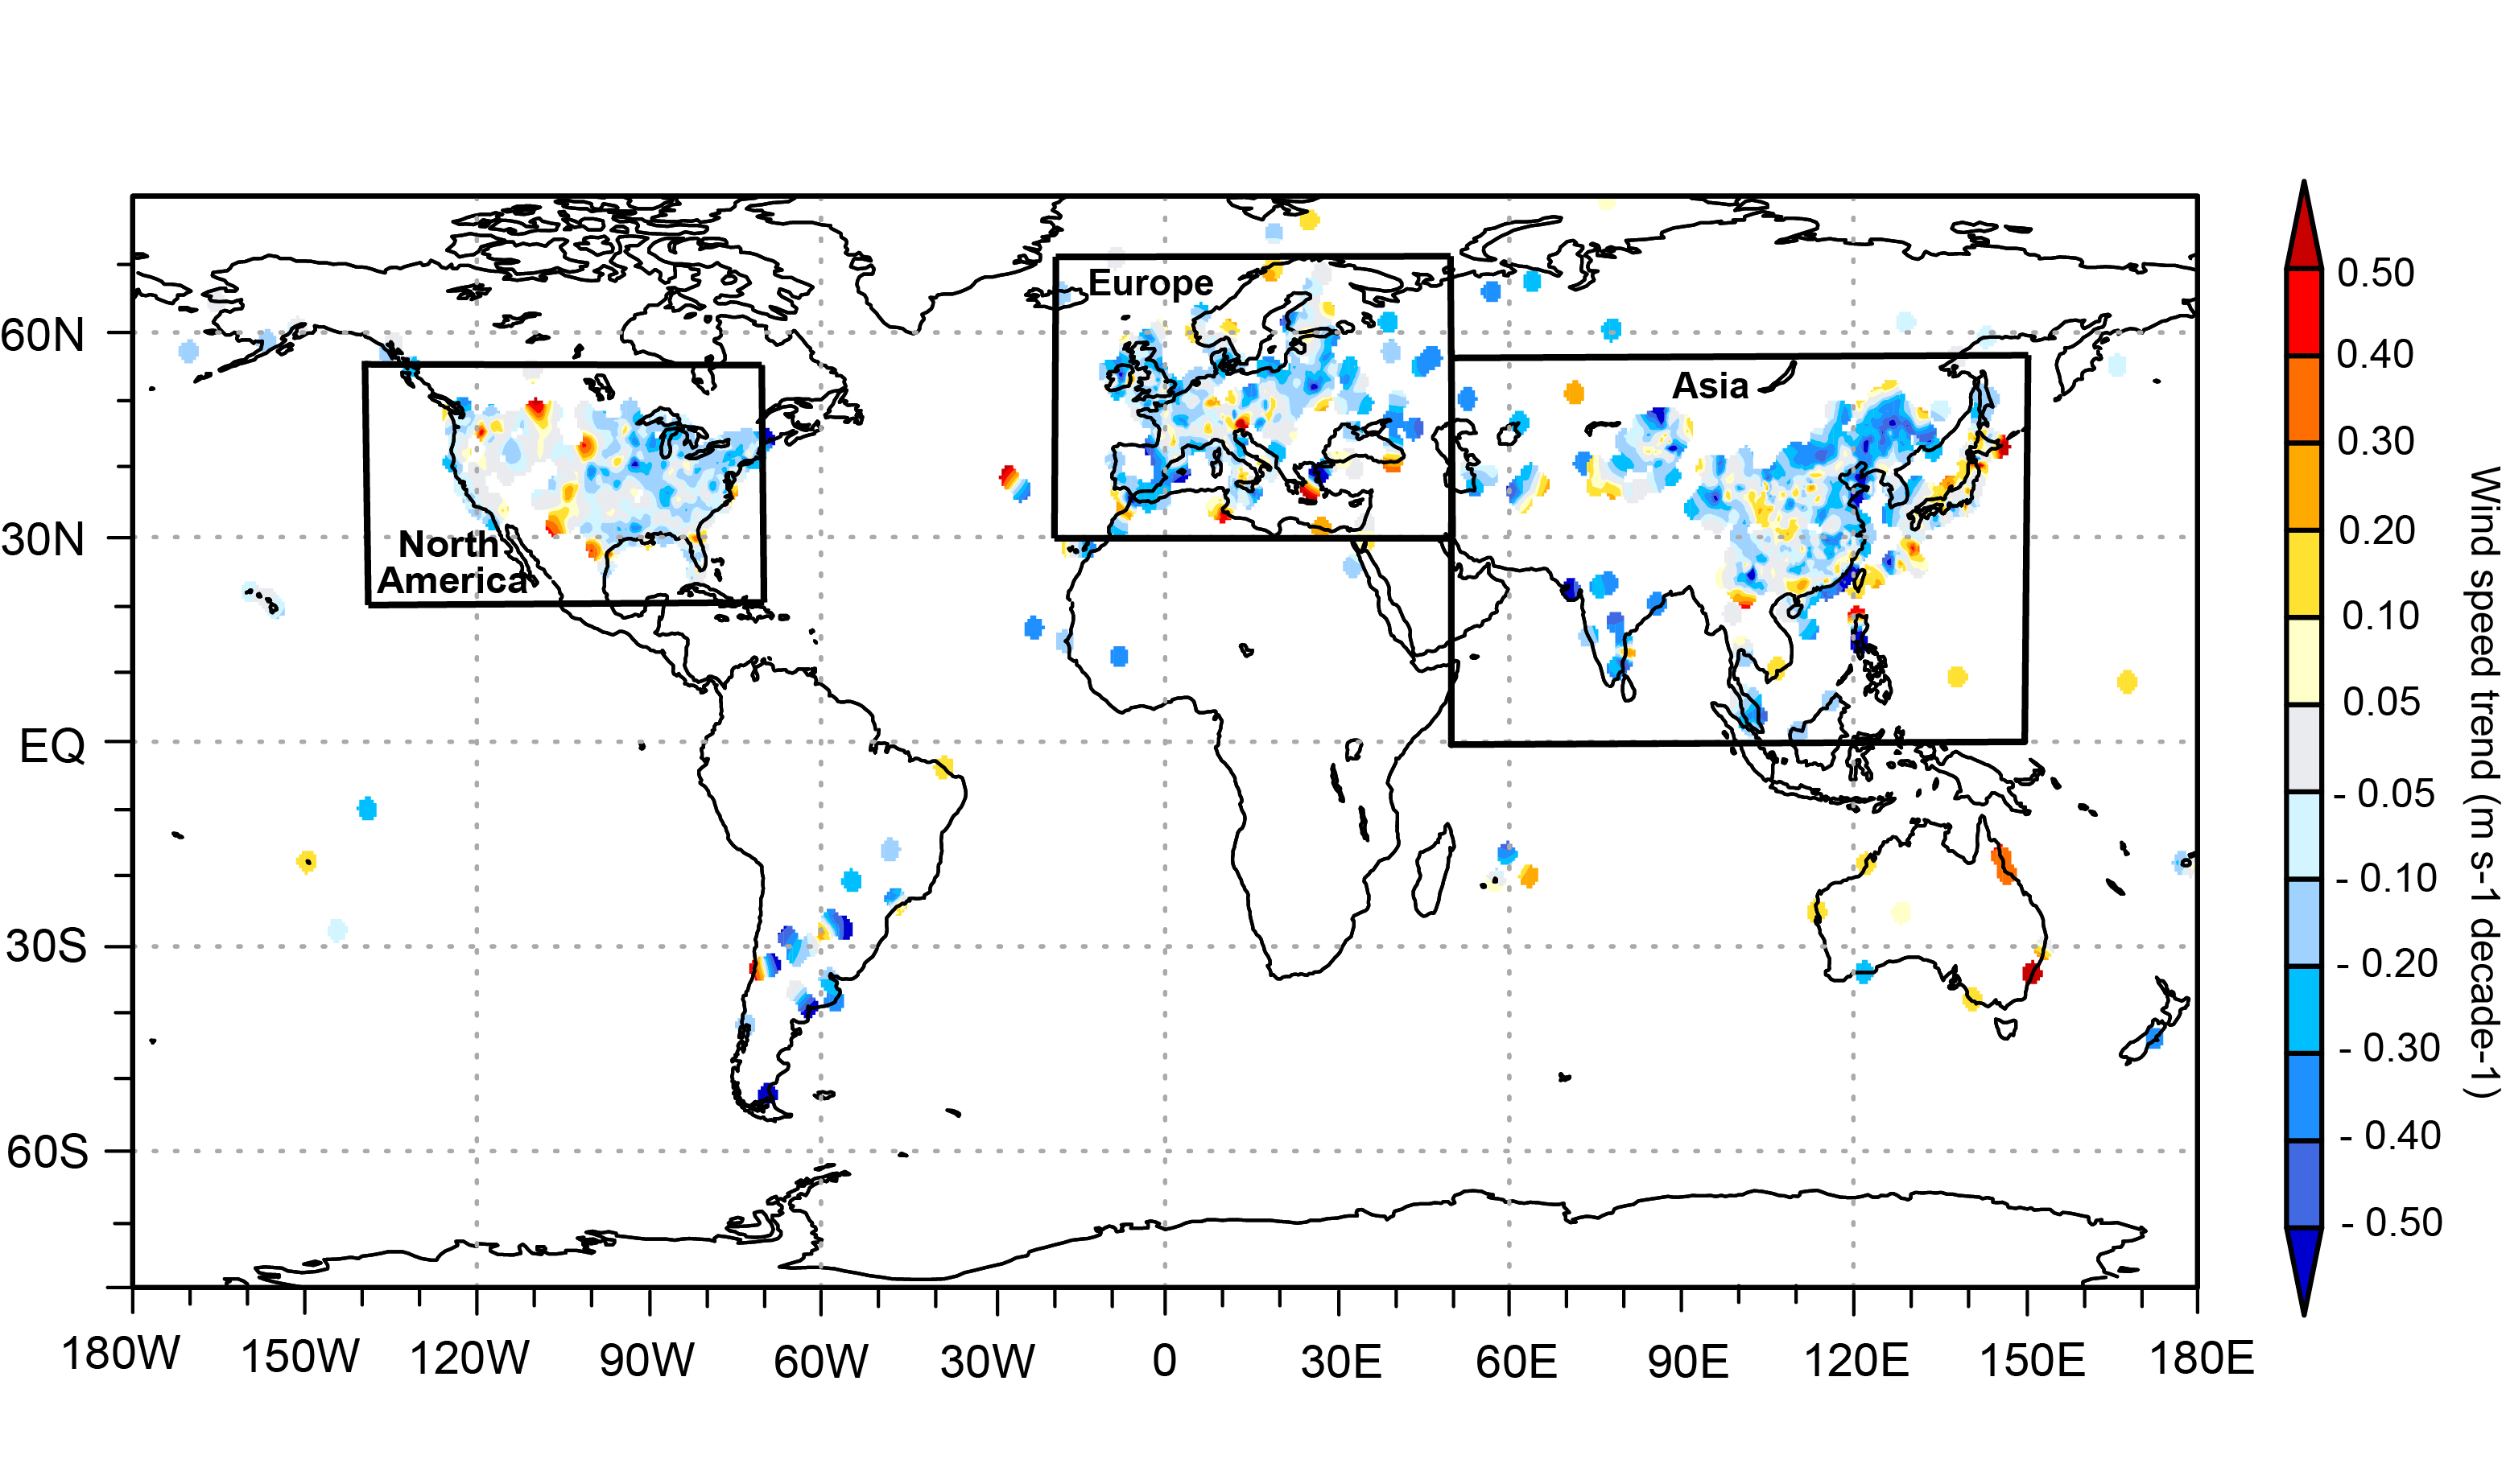 Europe
Asia
North
America
60N
30N
EQ
30S
60S
180W 150W 120W 90W 60W 30W 0 30E 60E 90E 120E 150E 180E
0.50
0.40
0.30
0.20
0.10
0.05
- 0.05
- 0.10
- 0.20
- 0.30
- 0.40
- 0.50
Wind speed trend (m s-1 decade-1)